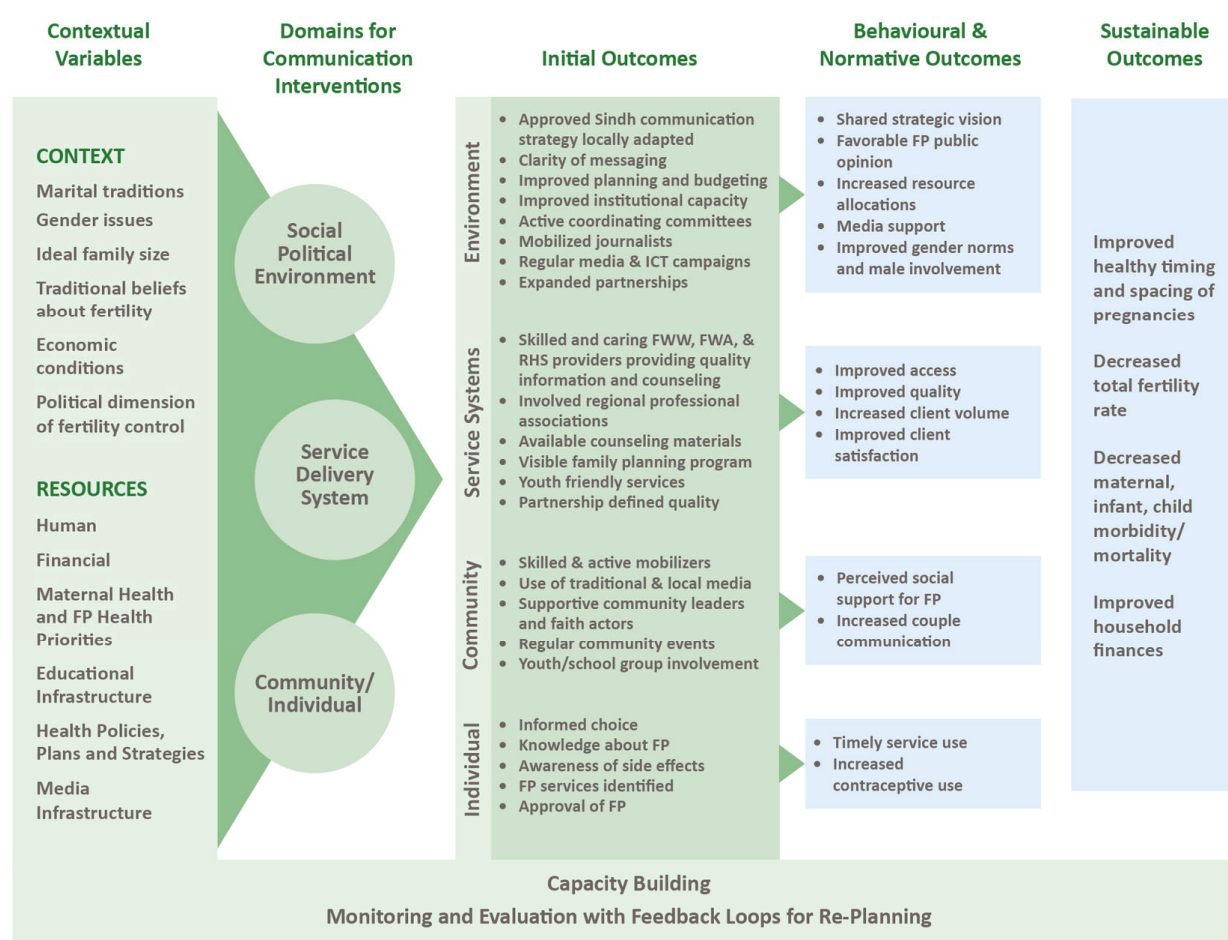 Contextual
Variables
Domains for
Communication
Interventions
Initial Outcomes
Behavioural &
Normative Outcomes
Sustainable
Outcomes
CONTEXT
Marital traditions
Gender issues
Ideal family size
Traditional beliefs
about fertility
Economic
conditions
Political dimension
of fertility control
RESOURCES
Human
Financial
Maternal Health
and FP Health
Priorities
Educational
Infrastructure
Health Policies,
Plans and Strategies
Media
Infrastructure
Social
Political
Environment
Service
Delivery
System
Community/
Individual
Environment
• Approved Sindh communication
strategy locally adapted
• Clarity of messaging
• Improved planning and budgeting
• Improved institutional capacity
• Active coordinating committees
• Mobilized journalists
• Regular media & ICT campaigns
• Expanded partnerships
Service Systems
• Skilled and caring FWW, FWA, &
RHS providers providing quality
information and counseling
• Involved regional professional
associations
• Available counseling materials
• Visible family planning program
• Youth friendly services
• Partnership defined quality
Community
• Skilled & active mobilizers
• Use of traditional & local media
• Supportive community leaders
and faith actors
• Regular community events
• Youth/school group involvement
Individual
• Informed choice
• Knowledge about FP
• Awareness of side effects
• FP services identified
• Approval of FP
• Shared strategic vision
• Favorable FP public
opinion
• Increased resource
allocations
• Media support
• Improved gender norms
and male involvement
• Improved access
• Improved quality
• Increased client volume
• Improved client
satisfaction
• Perceived social
support for FP
• Increased couple
communication
• Timely service use
• Increased
contraceptive use
Improved
healthy timing
and spacing of
pregnancies
Decreased
total fertility
rate
Decreased
maternal,
infant, child
morbidity/
mortality
Improved
household
finances
Capacity Building
Monitoring and Evaluation with Feedback Loops for Re-Planning